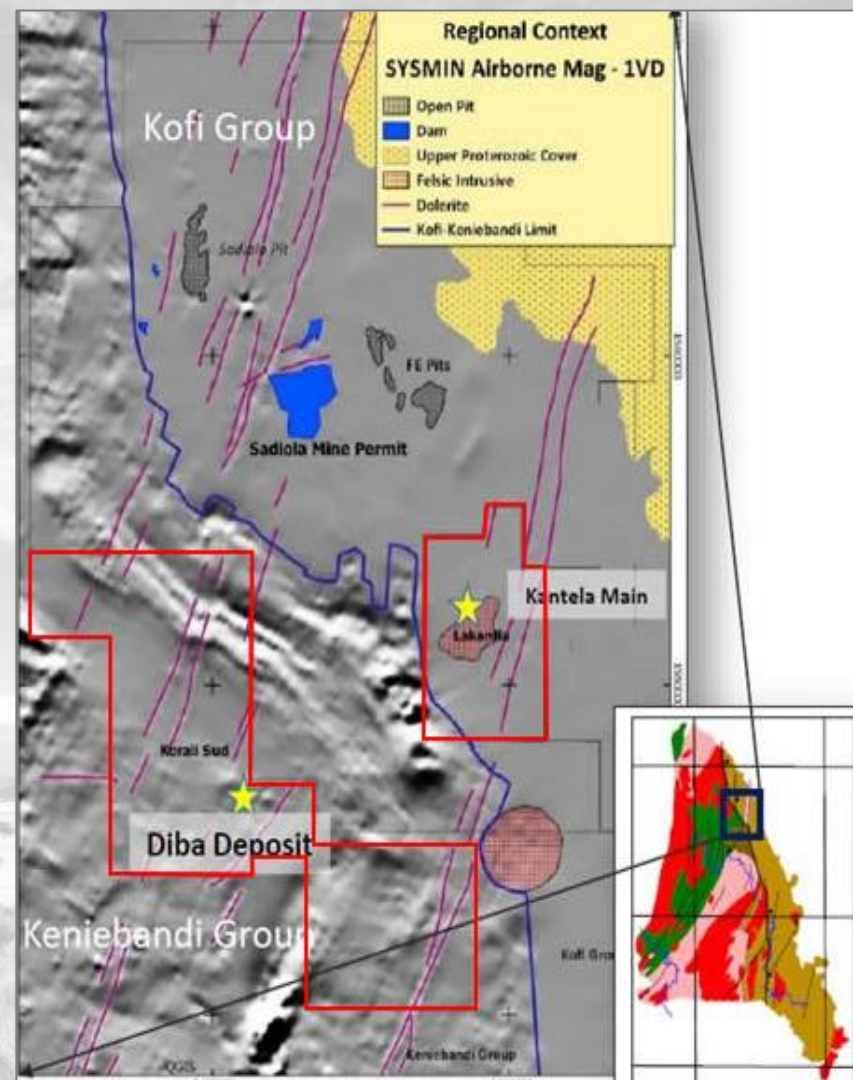 Regional Context
SYSMIN Airborne Mag - 1VD
Open Pit
Dam
Upper Proterozoic Cover
Felsic Intrusive
Dolerite
Kofi-Koniebandi Limit
Kofi Group
Sadiola Pit
FE Pits
Sadiola Mine Permit
Kantela Main
Lakanfla
Korali Sud
Diba Deposit
Keniebandi Group
Kofi Gro
Keniebandi Group
QGIS